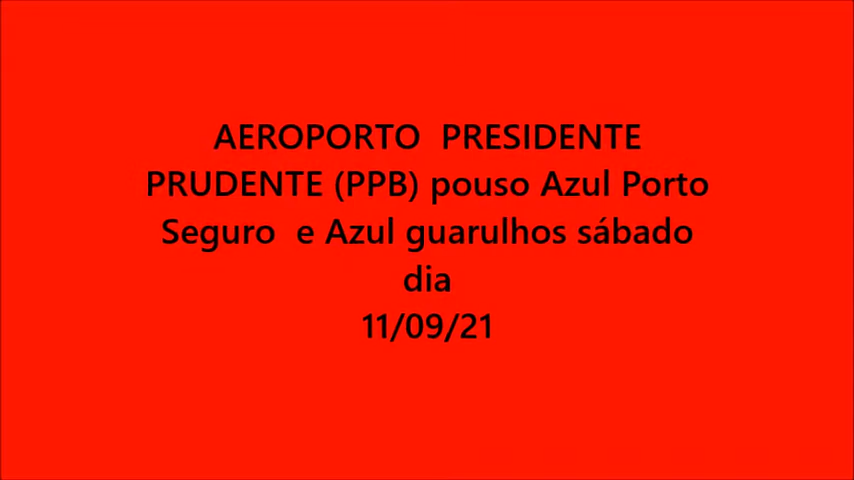 AEROPORTO  PRESIDENTE
PRUDENTE (PPB) pouso Azul Porto
Seguro  e Azul guarulhos sábado
dia
11/09/21